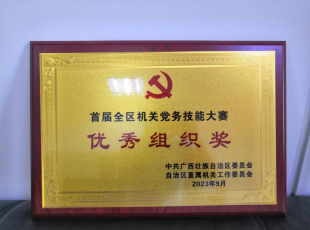 首届全区机关党务技能大赛
优秀组织奖
中共广西壮族自治区委员会
自治区直属机关工作委员会
2023年9月